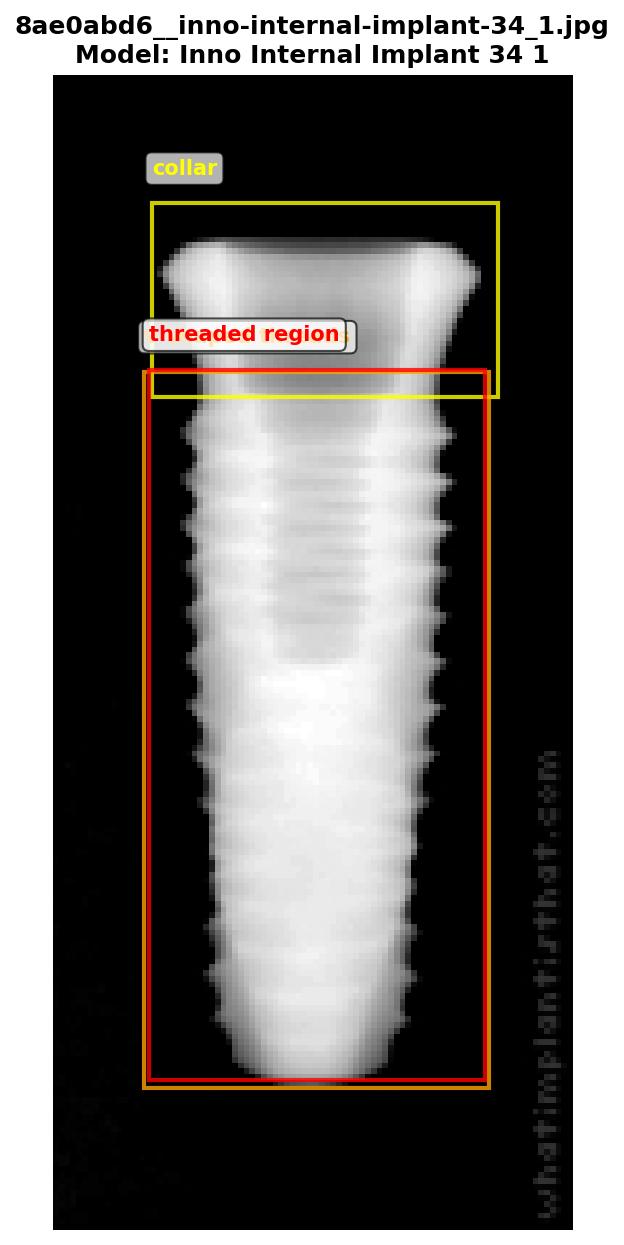 8ae0abd6__inno-internal-implant-34_1.jpg
Model: Inno Internal Implant 34 1
collar
threaded region
whatimplantisthat.com